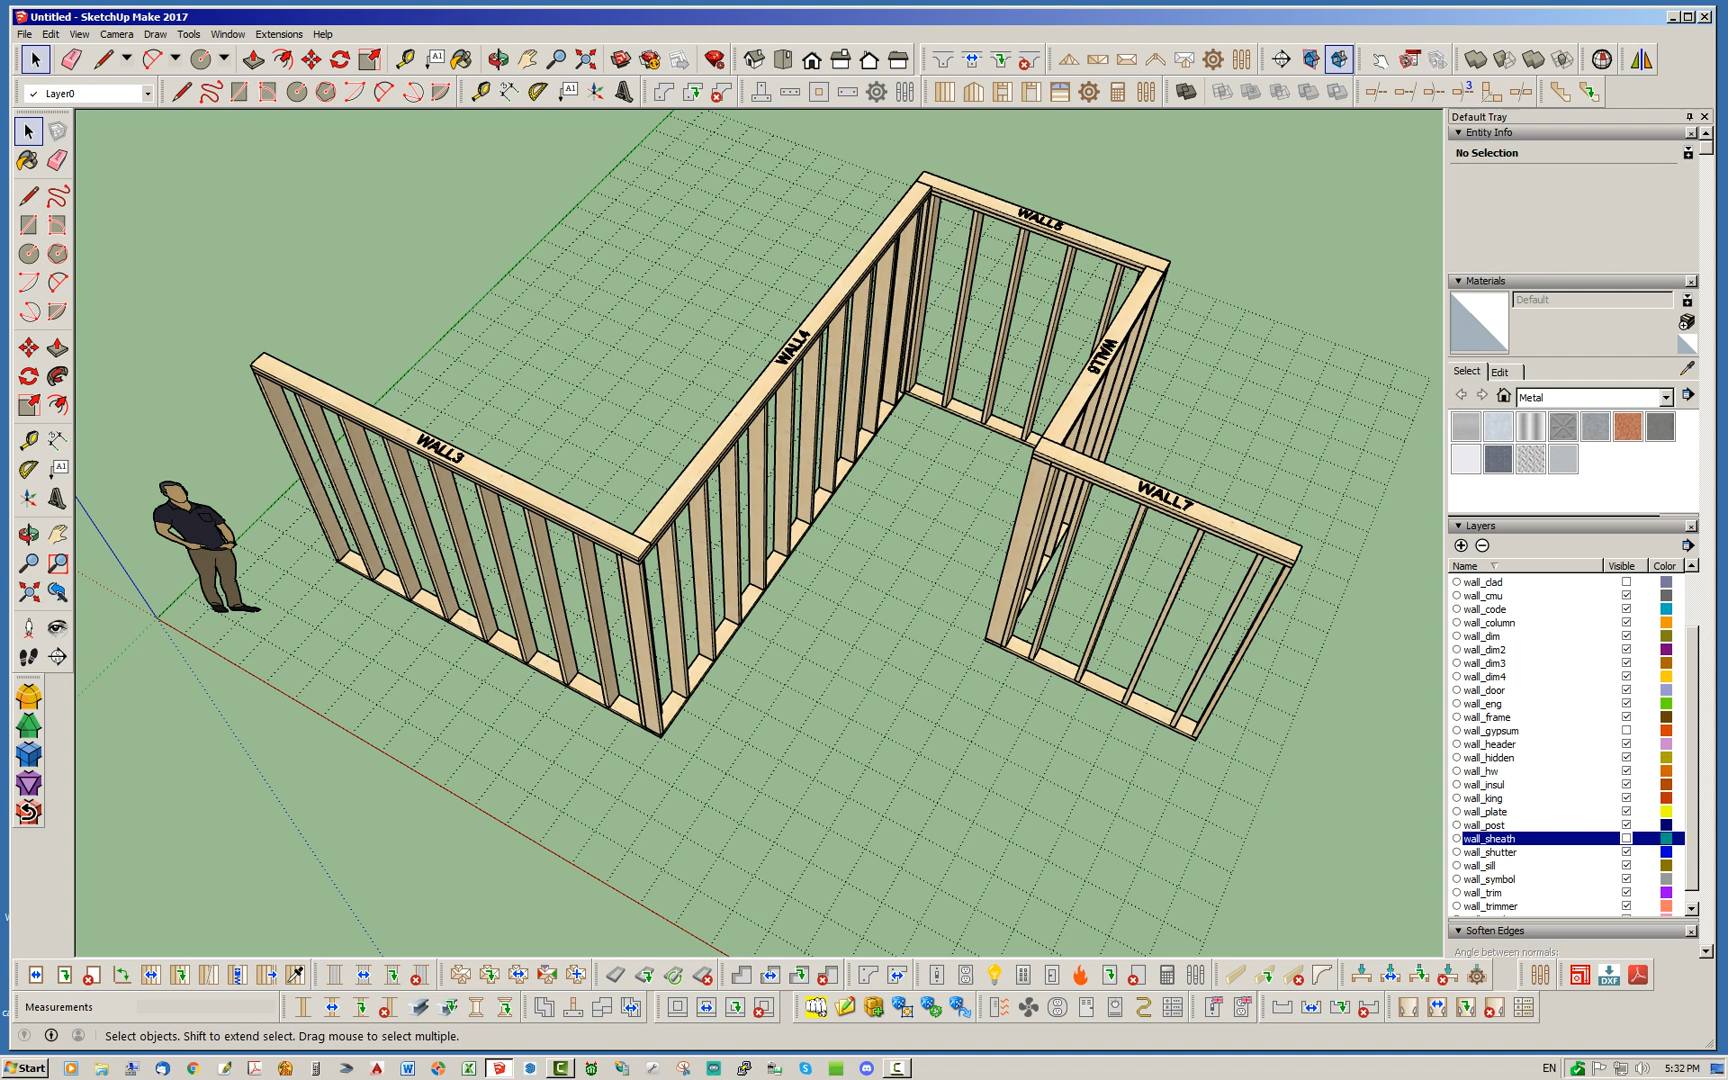 Untitled - SketchUp Make 2017
File Edit View Camera Draw Tools Window Extensions Help
Layer0
Default Tray
Entity Info
No Selection
Materials
Default
Select Edit
Metal
Layers
Name Visible Color
wall_clad
wall_cmu
wall_code
wall_column
wall_dim
wall_dim2
wall_dim3
wall_dim4
wall_door
wall_eng
wall_frame
wall_gypsum
wall_header
wall_hidden
wall_hw
wall_insul
wall_king
wall_plate
wall_post
wall_sheath
wall_shutter
wall_sill
wall_symbol
wall_trim
wall_trimmer
Soften Edges
Angle between normals:
WALL3
WALL4
WALL7
DXF
Measurements
Select objects. Shift to extend select. Drag mouse to select multiple.
Start
EN
5:32 PM